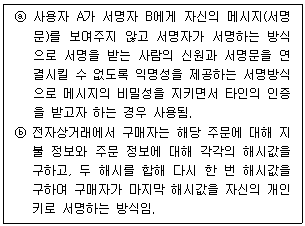 ⓐ 사용자 A가 서명자 B에게 자신의 메시지(서명
문)를 보여주지 않고 서명자가 서명하는 방식
으로 서명을 받는 사람의 신원과 서명문을 연
결시킬 수 없도록 익명성을 제공하는 서명방식
으로 메시지의 비밀성을 지키면서 타인의 인증
을 받고자 하는 경우 사용됨.
ⓑ 전자상거래에서 구매자는 해당 주문에 대해 지
불 정보와 주문 정보에 대해 각각의 해시값을
구하고, 두 해시를 합해 다시 한 번 해시값을
구하여 구매자가 마지막 해시값을 자신의 개인
키로 서명하는 방식임.